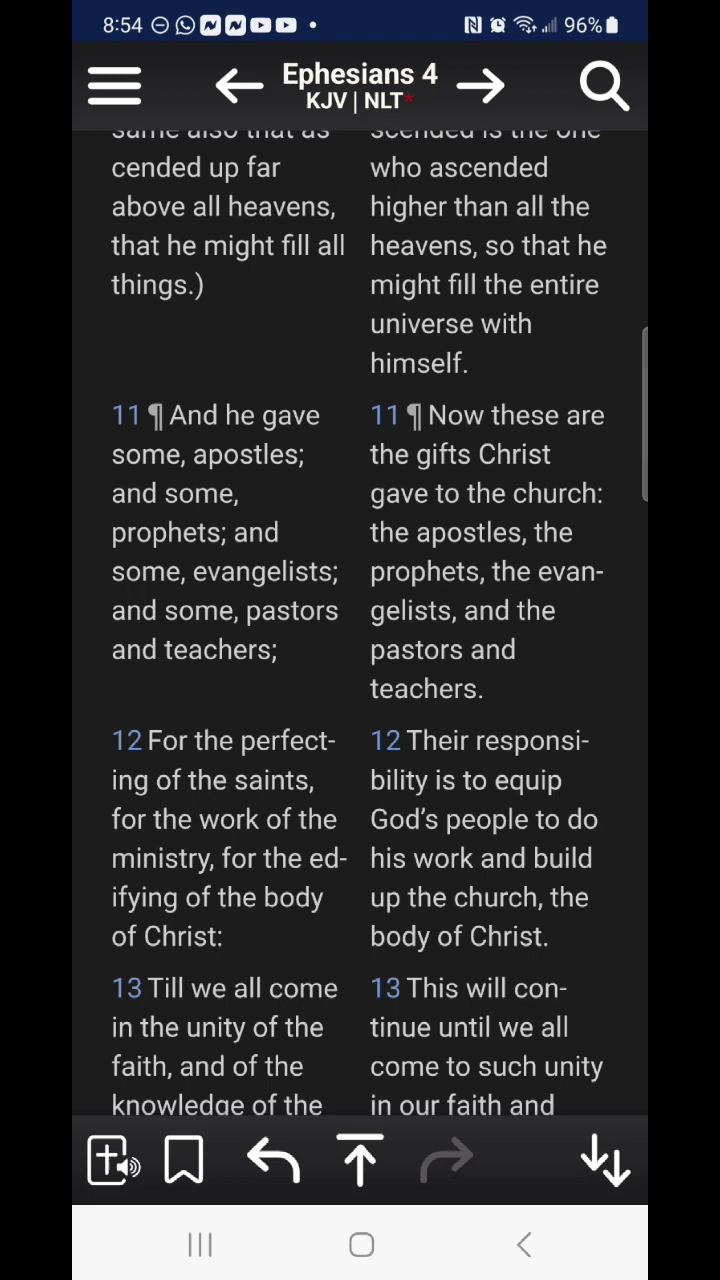 8:54 96%
Ephesians 4
KJV | NLT*
same also that as
cended up far
above all heavens,
that he might fill all
things.)
11 ¶ And he gave
some, apostles;
and some,
prophets; and
some, evangelists;
and some, pastors
and teachers;
12 For the perfect-
ing of the saints,
for the work of the
ministry, for the ed-
ifying of the body
of Christ:
13 Till we all come
in the unity of the
faith, and of the
knowledge of the
scended is the one
who ascended
higher than all the
heavens, so that he
might fill the entire
universe with
himself.
11 ¶ Now these are
the gifts Christ
gave to the church:
the apostles, the
prophets, the evan-
gelists, and the
pastors and
teachers.
12 Their responsi-
bility is to equip
God's people to do
his work and build
up the church, the
body of Christ.
13 This will con-
tinue until we all
come to such unity
in our faith and